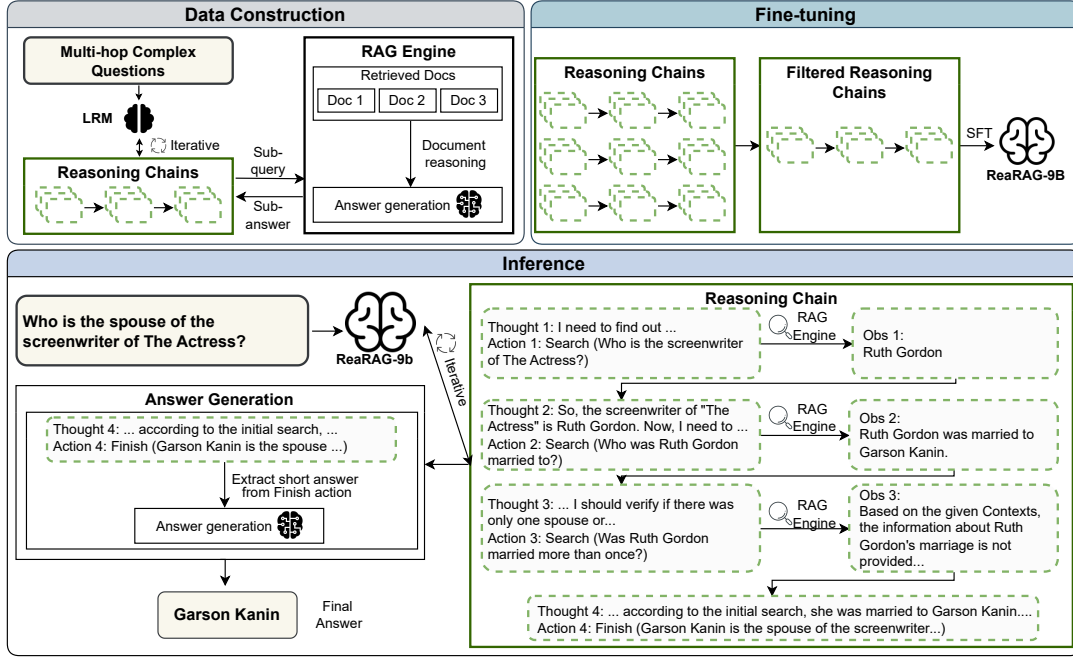 Data Construction
Multi-hop Complex
Questions
LRM
Iterative
Reasoning Chains
Sub-
query
Sub-
answer
RAG Engine
Retrieved Docs
Doc 1
Doc 2
Doc 3
Document
reasoning
Answer generation
Fine-tuning
Reasoning Chains
Filtered Reasoning
Chains
SFT
ReaRAG-9B
Inference
Who is the spouse of the
screenwriter of The Actress?
ReaRAG-9b
Iterative
Answer Generation
Thought 4: ... according to the initial search, ...
Action 4: Finish (Garson Kanin is the spouse ...)
Extract short answer
from Finish action
Answer generation
Garson Kanin
Final
Answer
Reasoning Chain
Thought 1: I need to find out ...
Action 1: Search (Who is the screenwriter
of The Actress?)
RAG
Engine
Obs 1:
Ruth Gordon
Thought 2: So, the screenwriter of "The
Actress" is Ruth Gordon. Now, I need to ...
Action 2: Search (Who was Ruth Gordon
married to?)
RAG
Engine
Obs 2:
Ruth Gordon was married to
Garson Kanin.
Thought 3: ... I should verify if there was
only one spouse or...
Action 3: Search (Was Ruth Gordon
married more than once?)
RAG
Engine
Obs 3:
Based on the given Contexts,
the information about Ruth
Gordon's marriage is not
provided...
Thought 4: ... according to the initial search, she was married to Garson Kanin....
Action 4: Finish (Garson Kanin is the spouse of the screenwriter...)